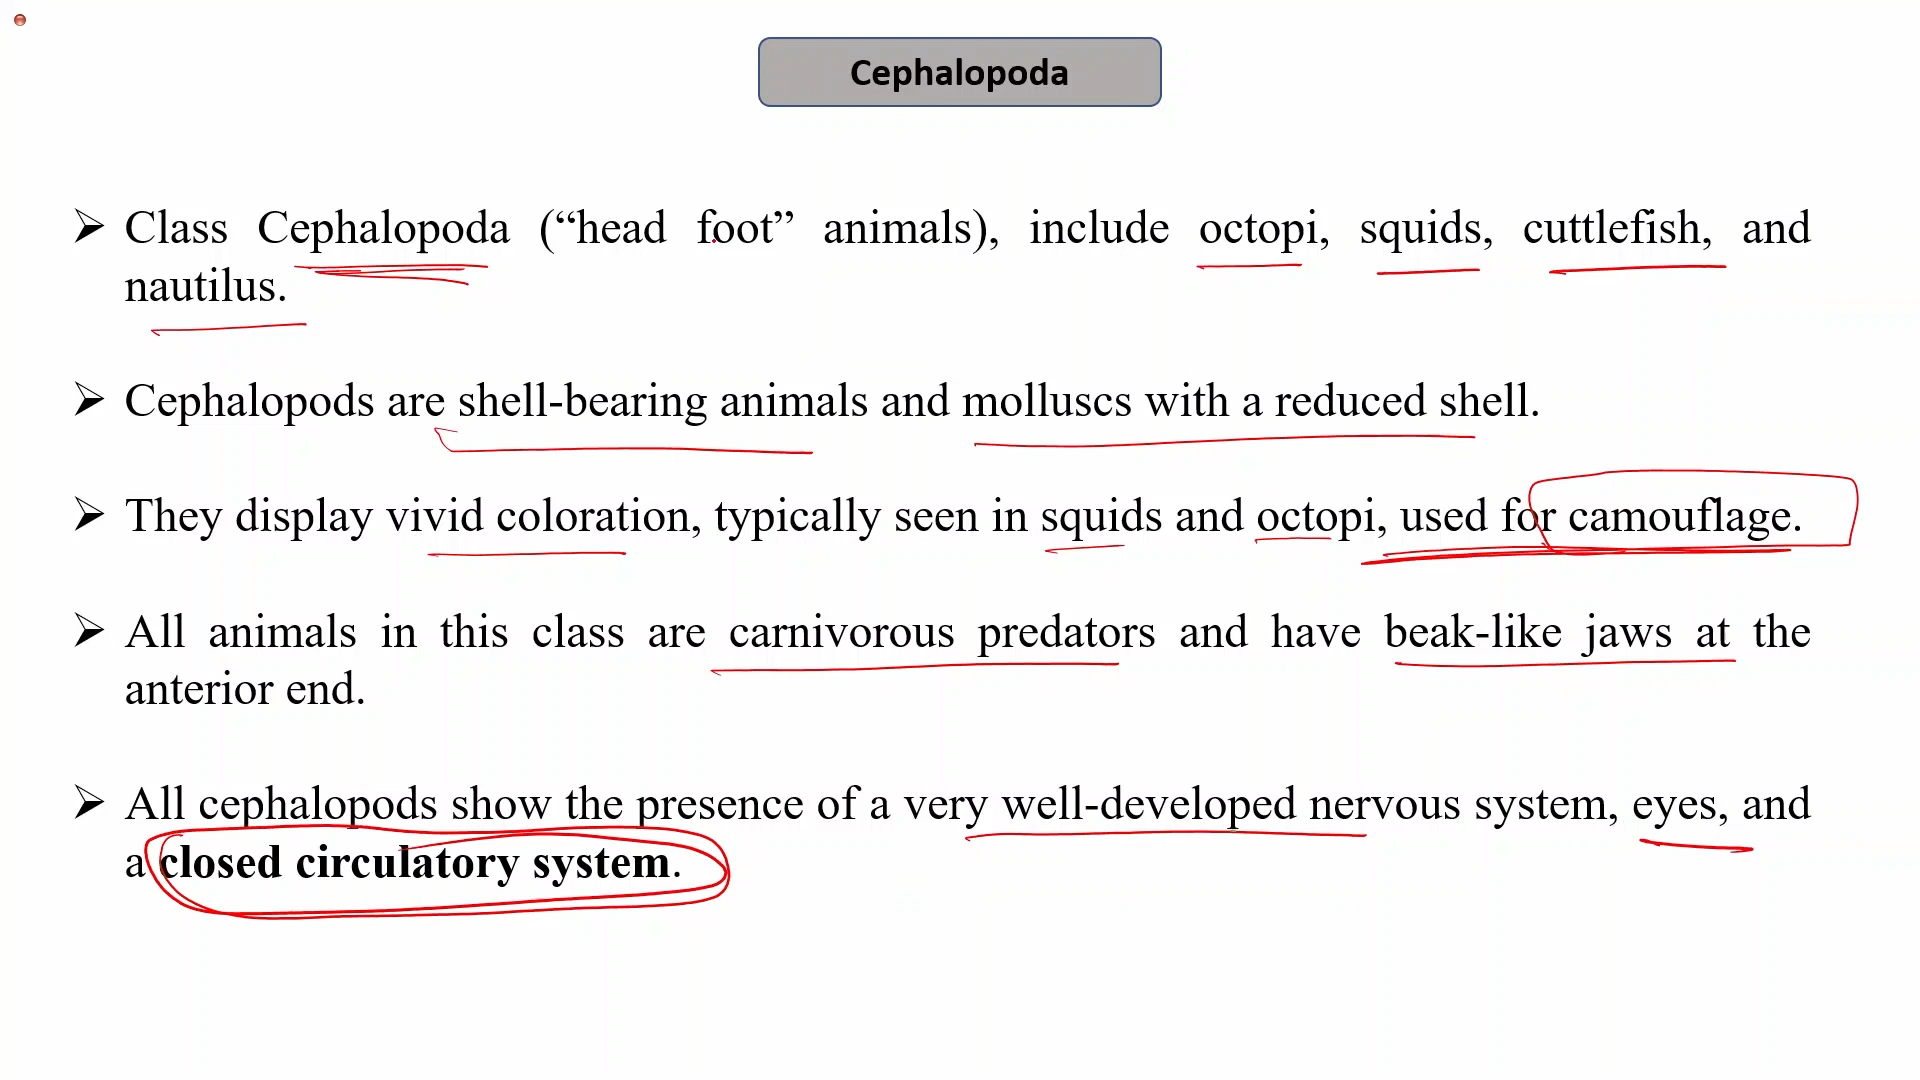 Cephalopoda
➢ Class Cephalopoda (“head foot” animals), include octopi, squids, cuttlefish, and
nautilus.
➢ Cephalopods are shell-bearing animals and molluscs with a reduced shell.
➢ They display vivid coloration, typically seen in squids and octopi, used for camouflage.
➢ All animals in this class are carnivorous predators and have beak-like jaws at the
anterior end.
➢ All cephalopods show the presence of a very well-developed nervous system, eyes, and
a closed circulatory system.